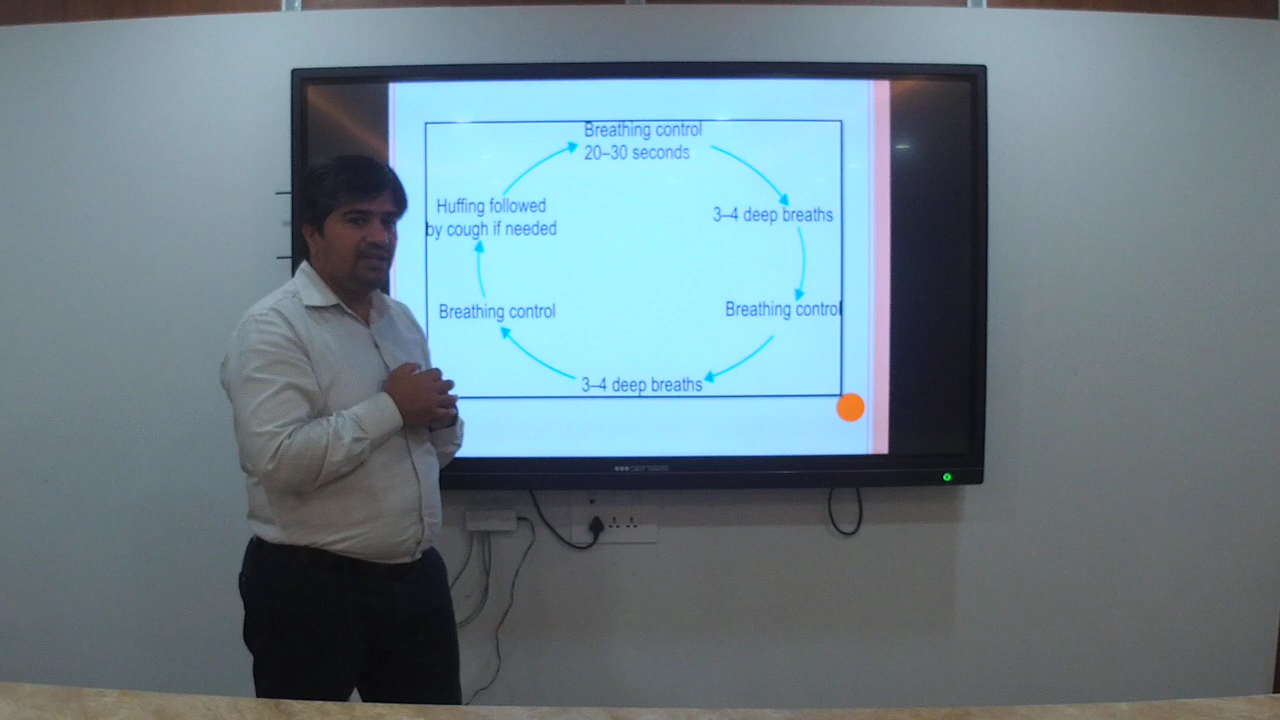 Breathing control
20–30 seconds
3–4 deep breaths
Breathing control
3–4 deep breaths
Breathing control
Huffing followed
by cough if needed